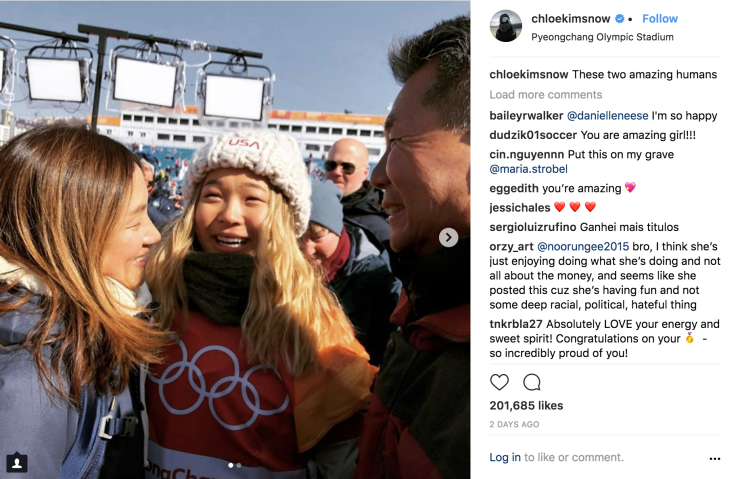 USA
ngCha
chloekimsnow • Follow
Pyeongchang Olympic Stadium
chloekimsnow These two amazing humans
Load more comments
baileyrwalker @danielleneese I'm so happy
dudzik01soccer You are amazing girl!!!
cin.nguyennn Put this on my grave
@maria.strobel
eggedith you're amazing 💖
jessichales ❤️ ❤️ ❤️
sergioluizrufino Ganhei mais titulos
orzy_art @noorungee2015 bro, I think she's
just enjoying doing what she's doing and not
all about the money, and seems like she
posted this cuz she's having fun and not
some deep racial, political, hateful thing
tnkrbla27 Absolutely LOVE your energy and
sweet spirit! Congratulations on your 🏅 -
so incredibly proud of you!
201,685 likes
2 DAYS AGO
Log in to like or comment.